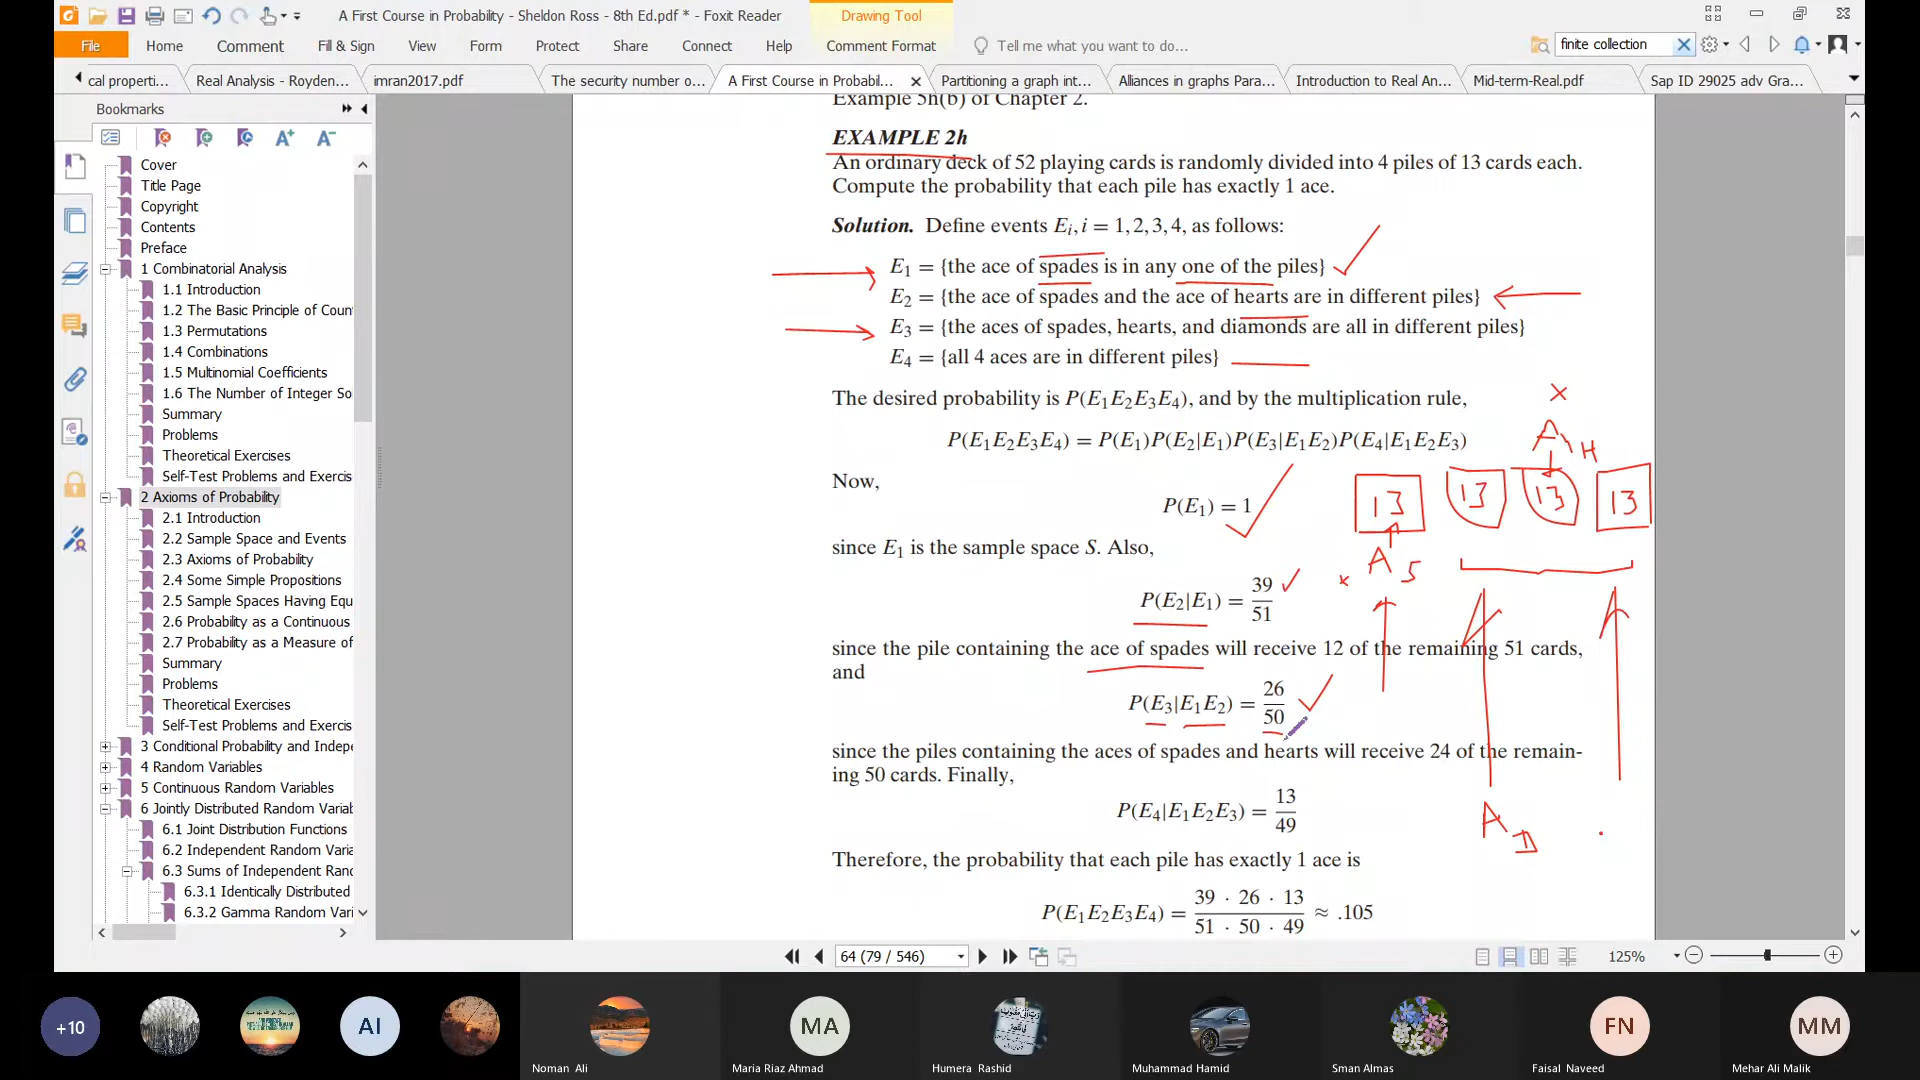 A First Course in Probability - Sheldon Ross - 8th Ed.pdf * - Foxit Reader
Drawing Tool
File Home Comment Fill & Sign View Form Protect Share Connect Help Comment Format Tell me what you want to do... finite collection
cal properti... Real Analysis - Royden... imran2017.pdf The security number o... A First Course in Probabil... Partitioning a graph int... Alliances in graphs Para... Introduction to Real An... Mid-term-Real.pdf Sap ID 29025 adv Gra...
Bookmarks
Cover
Title Page
Copyright
Contents
Preface
1 Combinatorial Analysis
1.1 Introduction
1.2 The Basic Principle of Coun
1.3 Permutations
1.4 Combinations
1.5 Multinomial Coefficients
1.6 The Number of Integer So
Summary
Problems
Theoretical Exercises
Self-Test Problems and Exercis
2 Axioms of Probability
2.1 Introduction
2.2 Sample Space and Events
2.3 Axioms of Probability
2.4 Some Simple Propositions
2.5 Sample Spaces Having Equ
2.6 Probability as a Continuous
2.7 Probability as a Measure of
Summary
Problems
Theoretical Exercises
Self-Test Problems and Exercis
3 Conditional Probability and Indepe
4 Random Variables
5 Continuous Random Variables
6 Jointly Distributed Random Variab
6.1 Joint Distribution Functions
6.2 Independent Random Varia
6.3 Sums of Independent Ranc
6.3.1 Identically Distributed
6.3.2 Gamma Random Vari
Example 5h(b) of Chapter 2.
EXAMPLE 2h
An ordinary deck of 52 playing cards is randomly divided into 4 piles of 13 cards each.
Compute the probability that each pile has exactly 1 ace.
Solution. Define events Ei, i = 1, 2, 3, 4, as follows:
E1 = {the ace of spades is in any one of the piles}
E2 = {the ace of spades and the ace of hearts are in different piles}
E3 = {the aces of spades, hearts, and diamonds are all in different piles}
E4 = {all 4 aces are in different piles}
The desired probability is P(E1E2E3E4), and by the multiplication rule,
P(E1E2E3E4) = P(E1)P(E2|E1)P(E3|E1E2)P(E4|E1E2E3)
A H
Now,
13 13 13 13
P(E1) = 1
since E1 is the sample space S. Also,
A S
P(E2|E1) = 39/51
since the pile containing the ace of spades will receive 12 of the remaining 51 cards,
and
P(E3|E1E2) = 26/50
since the piles containing the aces of spades and hearts will receive 24 of the remain-
ing 50 cards. Finally,
P(E4|E1E2E3) = 13/49
A D
Therefore, the probability that each pile has exactly 1 ace is
P(E1E2E3E4) = 39 · 26 · 13 / 51 · 50 · 49 ≈ .105
64 (79 / 546) 125%
+10 AI MA FN MM
Noman Ali Maria Riaz Ahmad Humera Rashid Muhammad Hamid Sman Almas Faisal Naveed Mehar Ali Malik